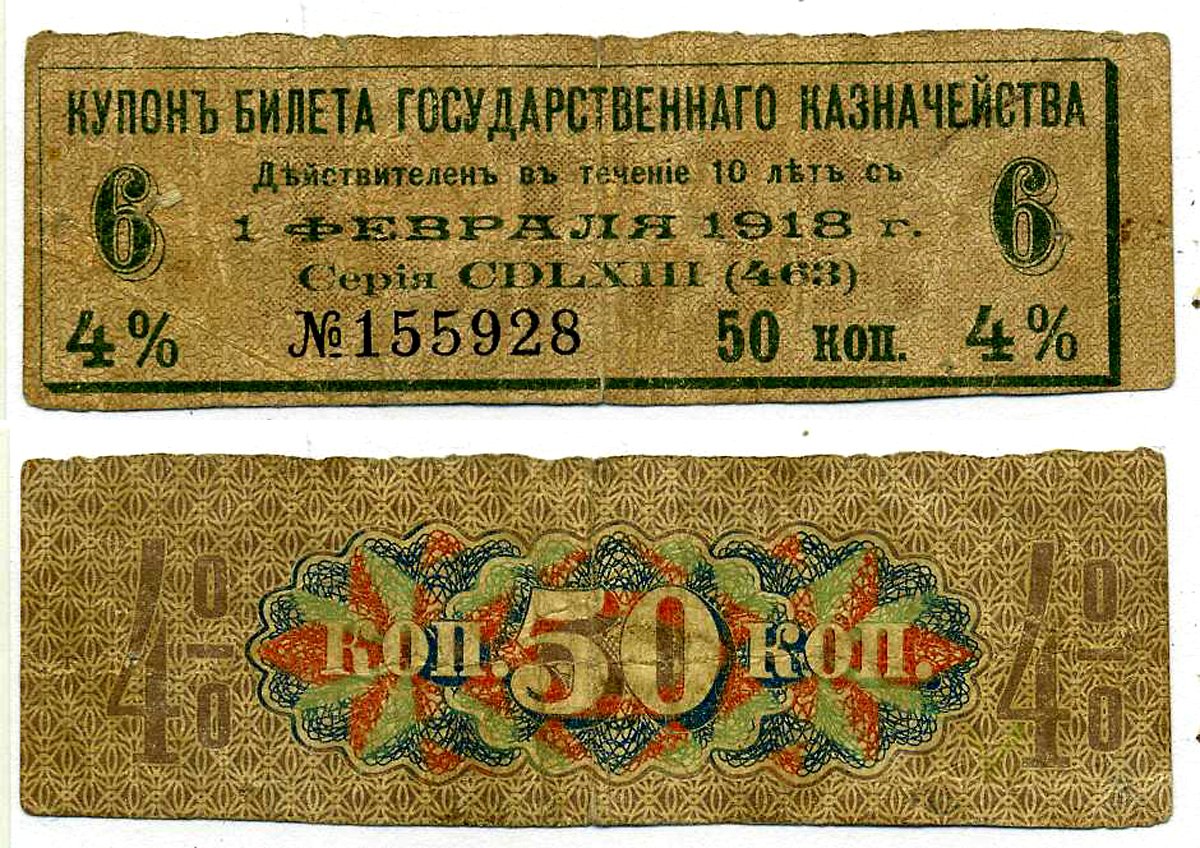 КУПОНЪ БИЛЕТА ГОСУДАРСТВЕННАГО КАЗНАЧЕЙСТВА
Дѣйствителенъ въ теченіе 10 лѣтъ съ
6 1 ФЕВРАЛЯ 1918 г. 6
Серія CDLXIII (463)
4% №155928 50 коп. 4%
4% КОП. 50 КОП. 4%